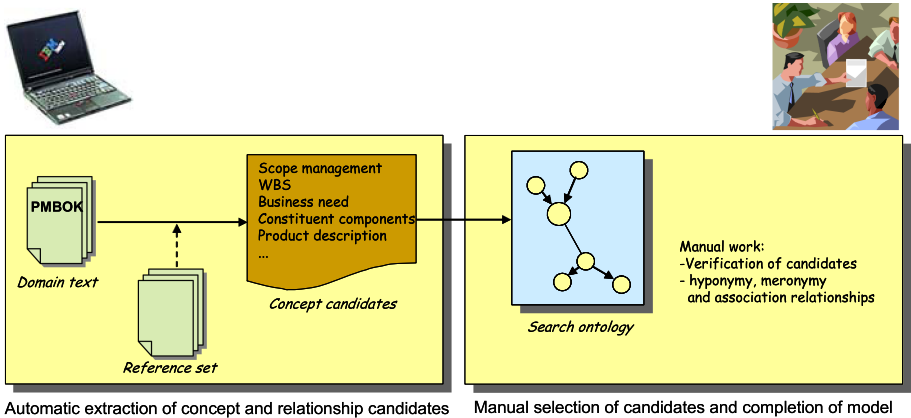 IBM
PMBOK
Domain text
Reference set
Scope management
WBS
Business need
Constituent components
Product description
...
Concept candidates
Search ontology
Manual work:
-Verification of candidates
- hyponymy, meronymy
and association relationships
Automatic extraction of concept and relationship candidates
Manual selection of candidates and completion of model